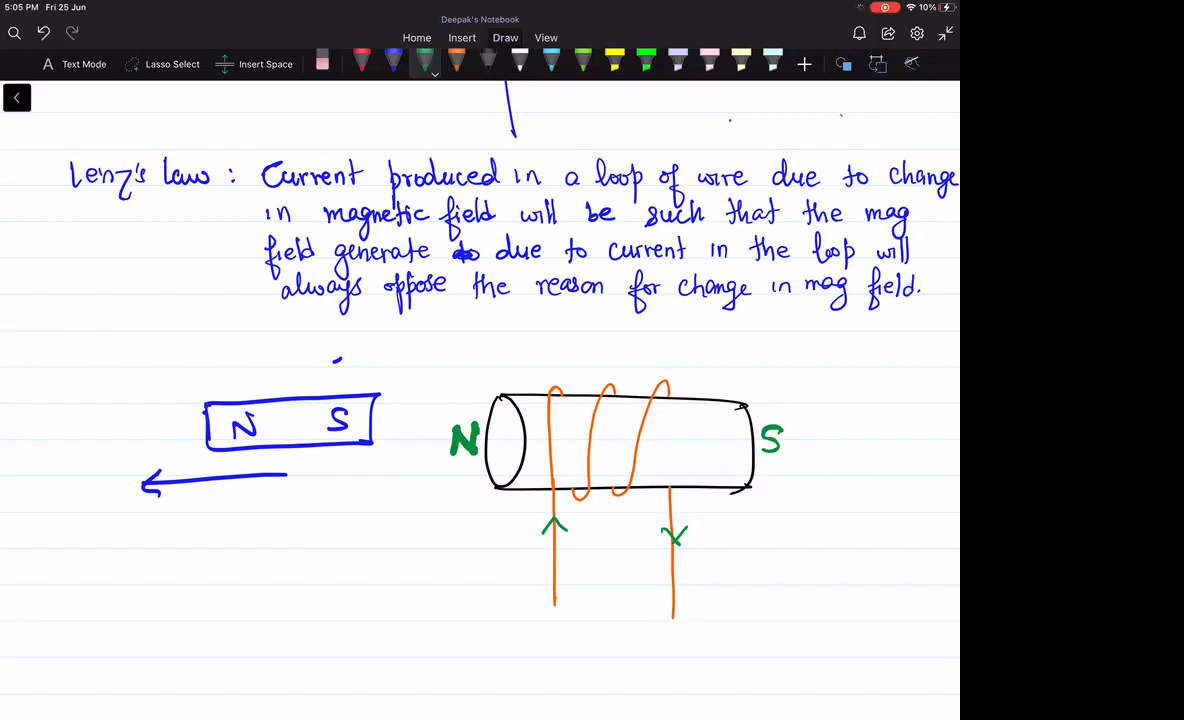 5:05 PM Fri 25 Jun
10%
Deepak's Notebook
Home Insert Draw View
Text Mode Lasso Select Insert Space
Lenz's law : Current produced in a loop of wire due to change
in magnetic field will be such that the mag
field generate due to current in the loop will
always oppose the reason for change in mag field.
N S
N S